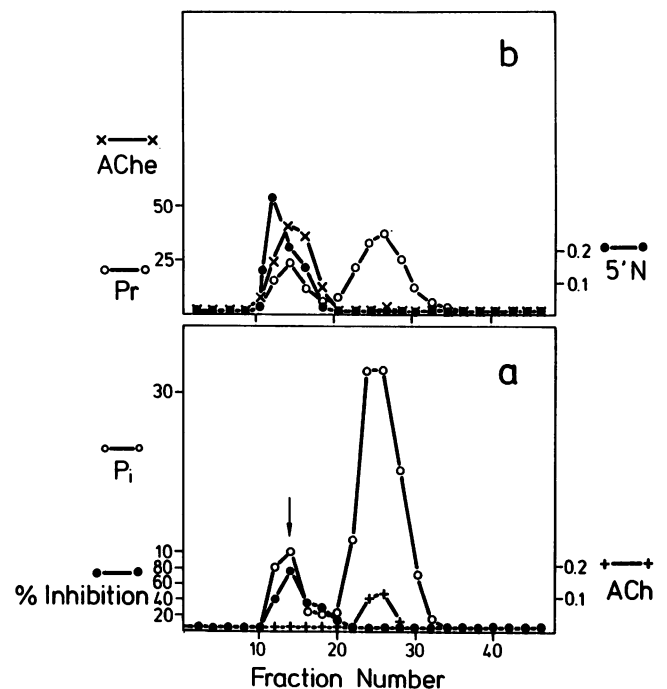 b
x—x
AChe
50
25
Pr
0.2
0.1
5'N
a
30
Pi
10
80
60
40
20
% Inhibition
0.2
0.1
ACh
10 20 30 40
Fraction Number